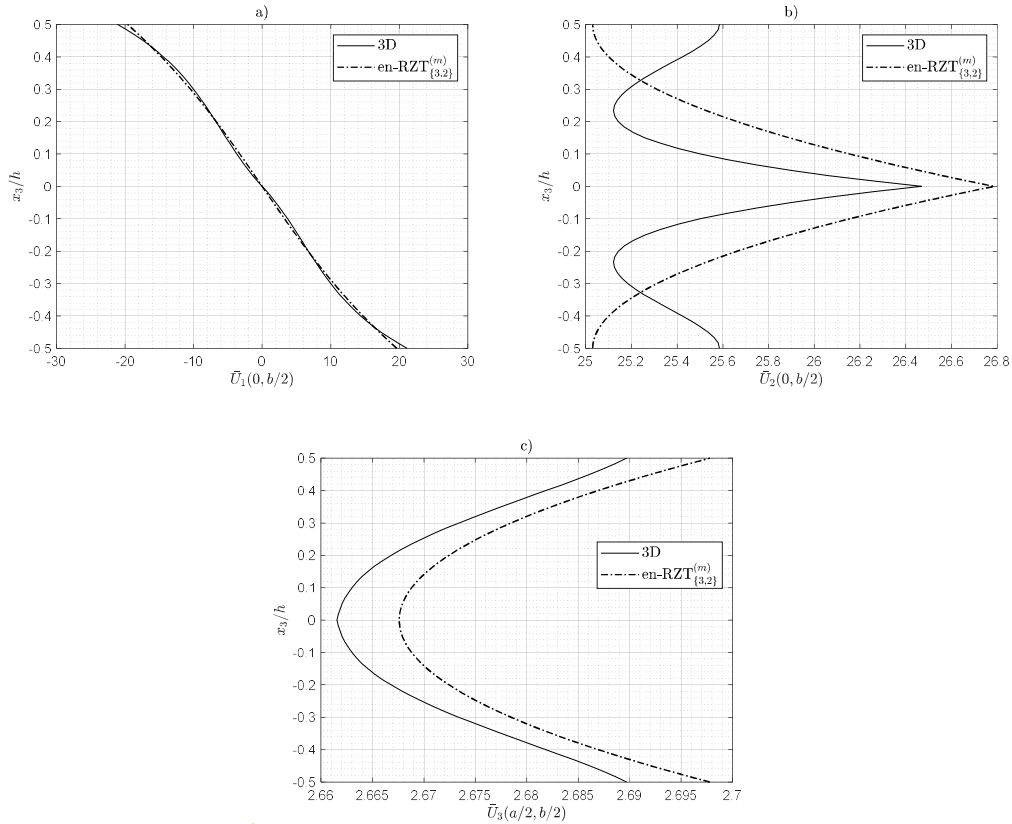 a)
0.5
0.4
0.3
0.2
0.1
0
-0.1
-0.2
-0.3
-0.4
-0.5
x₃/h
-30 -20 -10 0 10 20 30
Ū₁(0, b/2)
3D
en-RZT{3,2}(m)
b)
0.5
0.4
0.3
0.2
0.1
0
-0.1
-0.2
-0.3
-0.4
-0.5
x₃/h
25 25.2 25.4 25.6 25.8 26 26.2 26.4 26.6 26.8
Ū₂(0, b/2)
3D
en-RZT{3,2}(m)
c)
0.5
0.4
0.3
0.2
0.1
0
-0.1
-0.2
-0.3
-0.4
-0.5
x₃/h
2.66 2.665 2.67 2.675 2.68 2.685 2.69 2.695 2.7
Ū₃(a/2, b/2)
3D
en-RZT{3,2}(m)